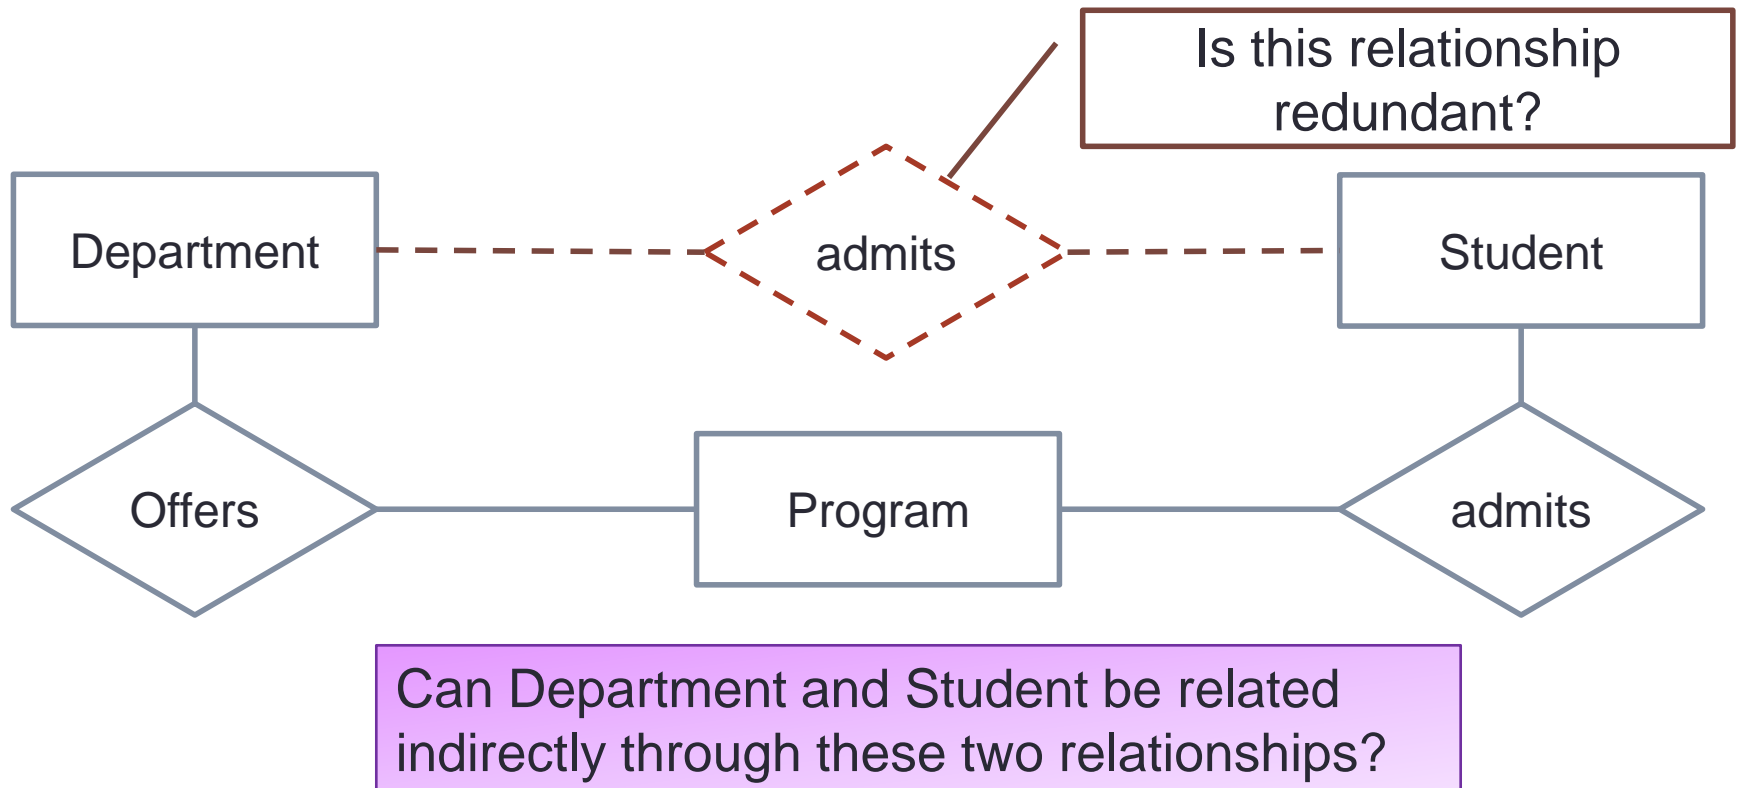 Is this relationship
redundant?
Department
admits
Student
Offers
Program
admits
Can Department and Student be related
indirectly through these two relationships?